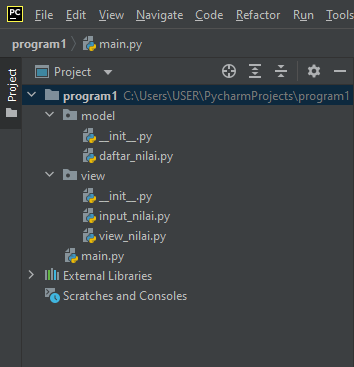 PC File Edit View Navigate Code Refactor Run Tools
program1 main.py
Project Project
program1 C:\Users\USER\PycharmProjects\program1
model
__init__.py
daftar_nilai.py
view
__init__.py
input_nilai.py
view_nilai.py
main.py
External Libraries
Scratches and Consoles